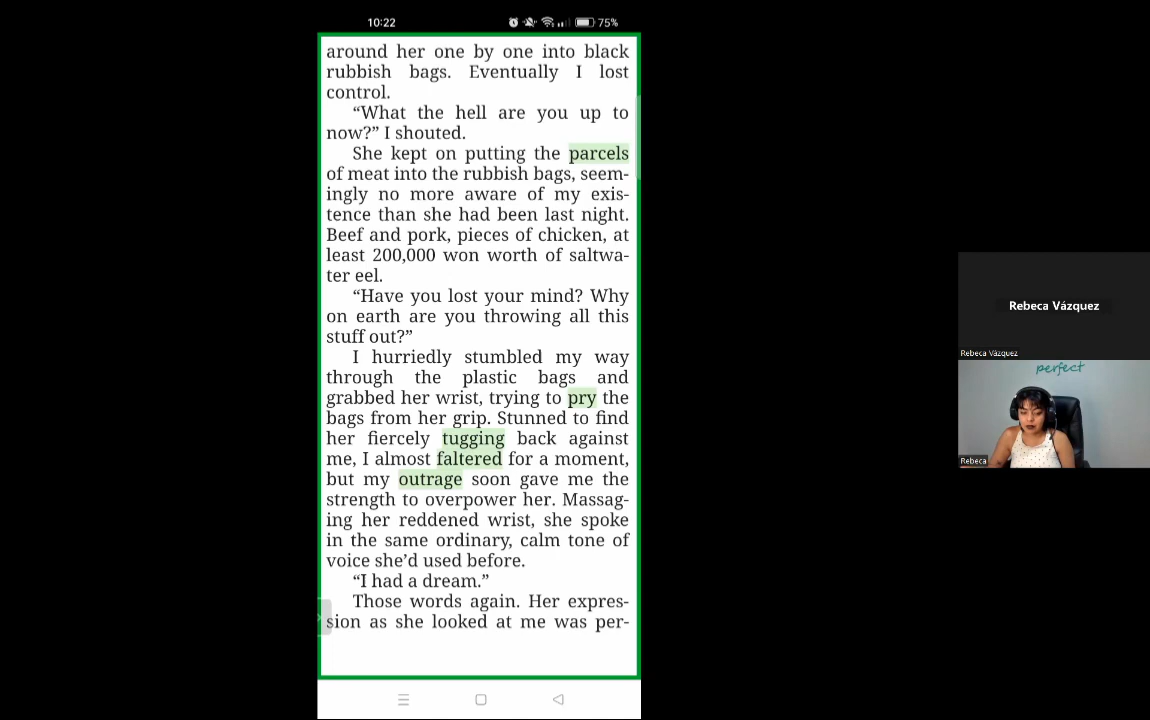 10:22
75%
around her one by one into black
rubbish bags. Eventually I lost
control.
“What the hell are you up to
now?” I shouted.
She kept on putting the parcels
of meat into the rubbish bags, seem-
ingly no more aware of my exis-
tence than she had been last night.
Beef and pork, pieces of chicken, at
least 200,000 won worth of saltwa-
ter eel.
“Have you lost your mind? Why
on earth are you throwing all this
stuff out?”
I hurriedly stumbled my way
through the plastic bags and
grabbed her wrist, trying to pry the
bags from her grip. Stunned to find
her fiercely tugging back against
me, I almost faltered for a moment,
but my outrage soon gave me the
strength to overpower her. Massag-
ing her reddened wrist, she spoke
in the same ordinary, calm tone of
voice she’d used before.
“I had a dream.”
Those words again. Her expres-
sion as she looked at me was per-
Rebeca Vázquez
Rebeca Vázquez
perfect
Rebeca